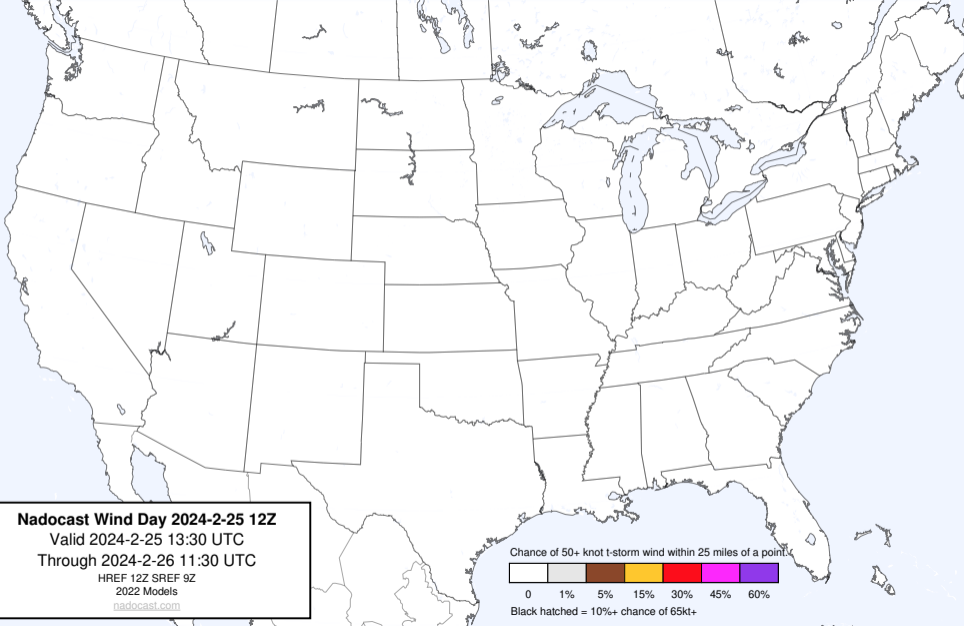 Nadocast Wind Day 2024-2-25 12Z
Valid 2024-2-25 13:30 UTC
Through 2024-2-26 11:30 UTC
HREF 12Z SREF 9Z
2022 Models
nadocast.com
Chance of 50+ knot t-storm wind within 25 miles of a point.
0 1% 5% 15% 30% 45% 60%
Black hatched = 10%+ chance of 65kt+